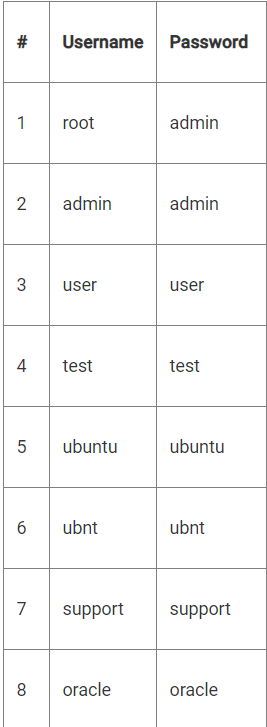 # Username Password
1 root admin
2 admin admin
3 user user
4 test test
5 ubuntu ubuntu
6 ubnt ubnt
7 support support
8 oracle oracle